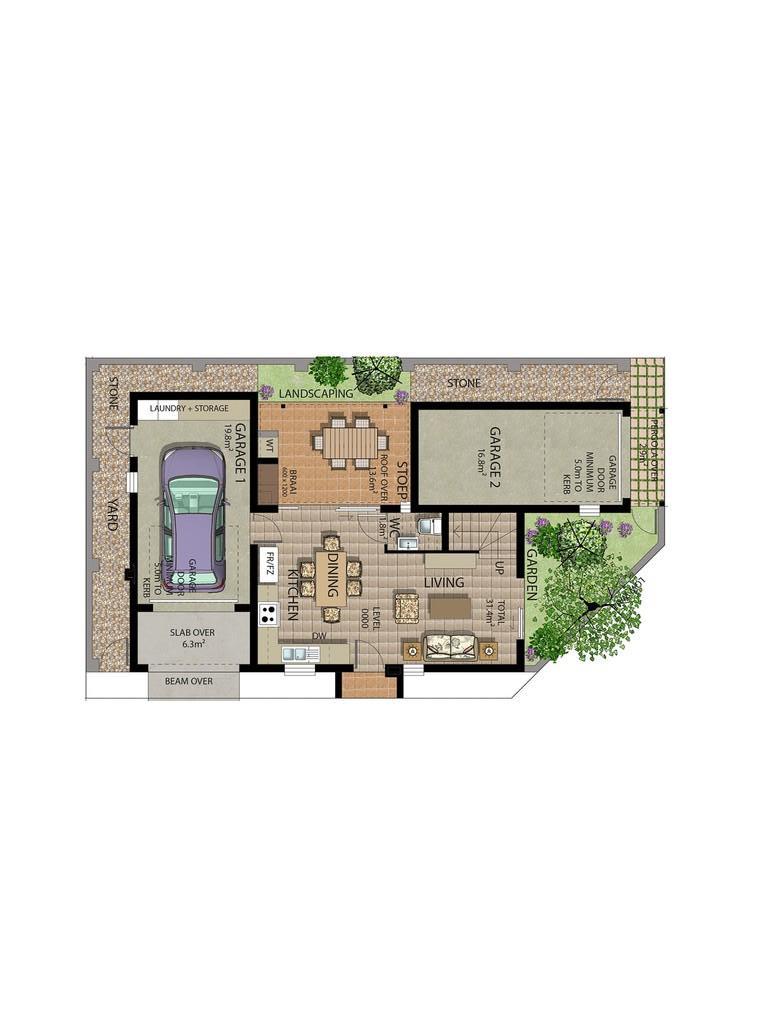 STONE
YARD
LAUNDRY + STORAGE
GARAGE 1
19.8m²
GARAGE
DOOR
MINIMUM
5.0m TO
KERB
SLAB OVER
6.3m²
BEAM OVER
LANDSCAPING
WT
BRAAI
600 x 1200
ROOF OVER
13.6m²
STOEP
STONE
GARAGE 2
16.8m²
GARAGE
DOOR
MINIMUM
5.0m TO
KERB
PERGOLA OVER
2.9m²
WC
1.8m²
FR/FZ
KITCHEN
DINING
DW
LEVEL
0000
LIVING
UP
TOTAL
31.4m²
GARDEN